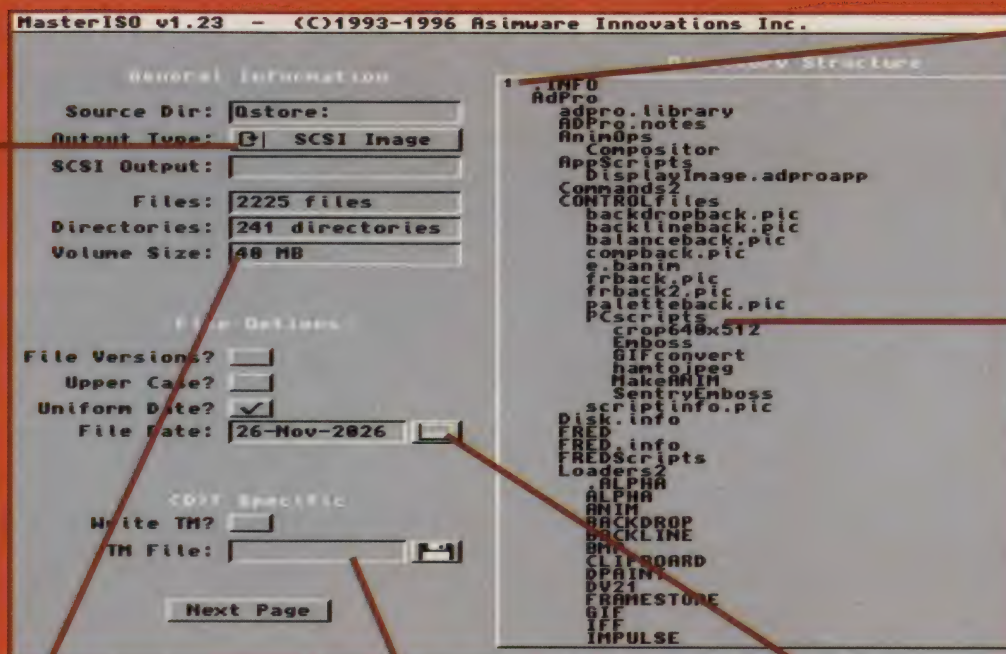 MasterISO v1.23 - (C)1993-1996 Asimware Innovations Inc.
General Information
Source Dir: Qstore:
Output Type: SCSI Image
SCSI Output:
Files: 2225 files
Directories: 241 directories
Volume Size: 40 MB
File Options
File Versions?
Upper Case?
Uniform Date?
File Date: 26-Nov-2026
CDTV Specific
Write TM?
TM File:
Next Page
Directory Structure
1 .INFO
AdPro
adpro.library
ADPro.notes
AnimOps
Compositor
AppScripts
DisplayImage.adproapp
Commands2
CONTROLfiles
backdropback.pic
backlineback.pic
balanceback.pic
compback.pic
e.banim
frback.pic
frback2.pic
paletteback.pic
PCscripts
crop640x512
Emboss
GIFconvert
hamtojpeg
MakeANIM
SentryEmboss
scriptinfo.pic
Disk.info
FRED
FRED.info
FREDScripts
Loaders2
.ALPHA
ALPHA
ANIM
BACKDROP
BACKLINE
BMP
CLIPBOARD
DPAINT
DV21
FRAMESTORE
GIF
IFF
IMPULSE